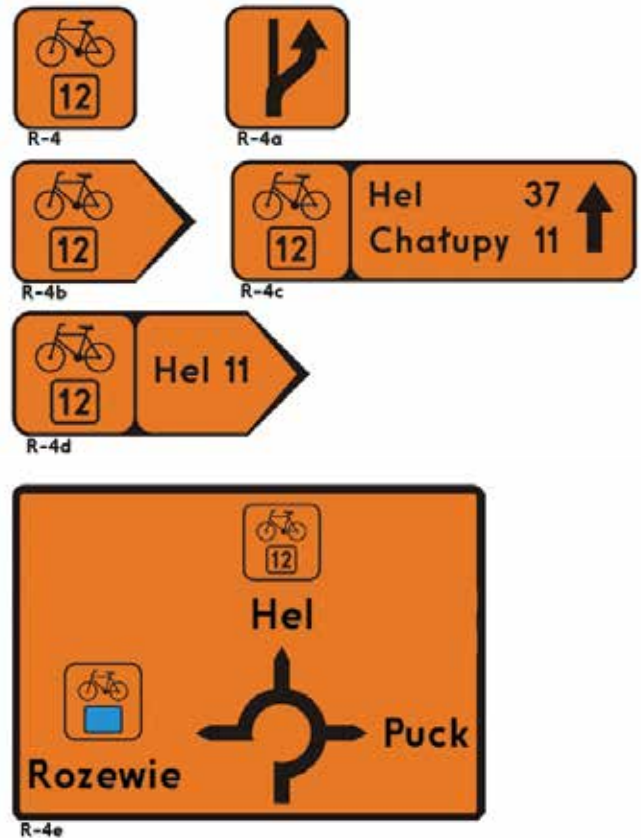 12
R-4
R-4a
12
R-4b
12
Hel 37
Chałupy 11
R-4c
12
Hel 11
R-4d
12
Hel
Rozewie
Puck
R-4e